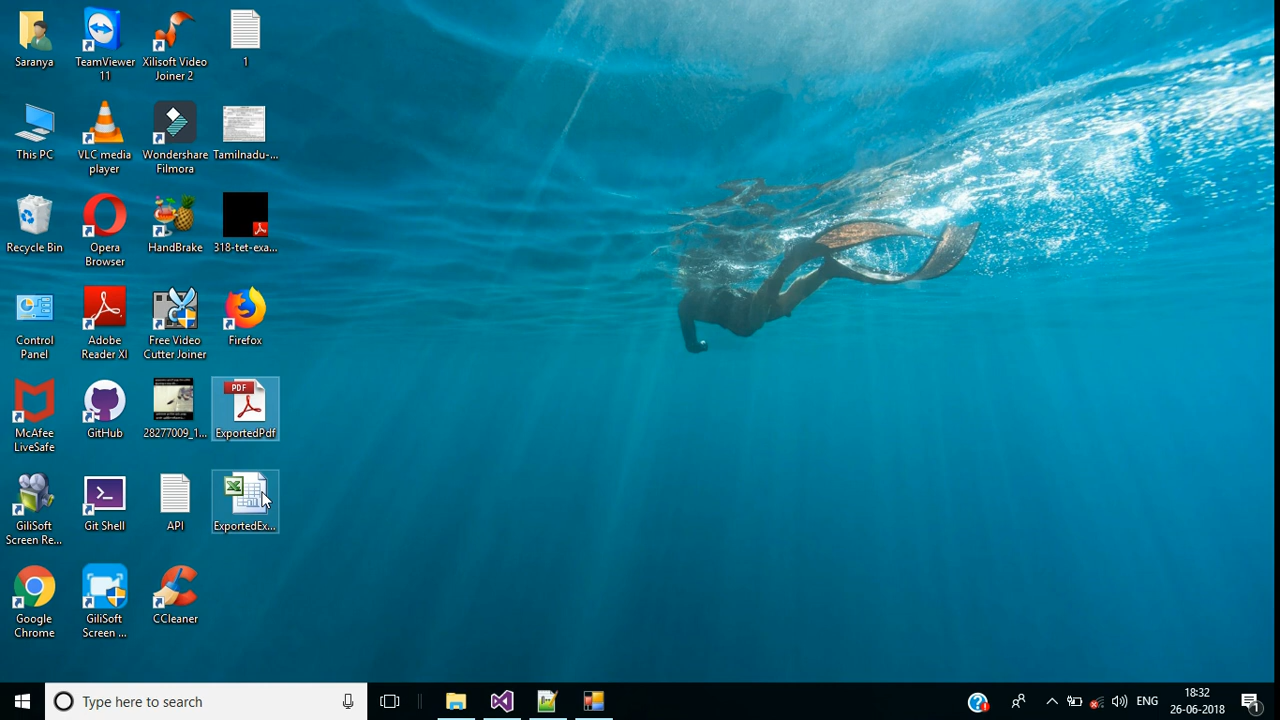 Saranya
TeamViewer
11
Xilisoft Video
Joiner 2
1
This PC
VLC media
player
Wondershare
Filmora
Tamilnadu-...
Recycle Bin
Opera
Browser
HandBrake
318-tet-exa...
Control
Panel
Adobe
Reader XI
Free Video
Cutter Joiner
Firefox
McAfee
LiveSafe
GitHub
28277009_1...
PDF
ExportedPdf
GiliSoft
Screen Re...
Git Shell
API
ExportedEx...
Google
Chrome
GiliSoft
Screen ...
CCleaner
Type here to search
ENG
18:32
26-06-2018
1